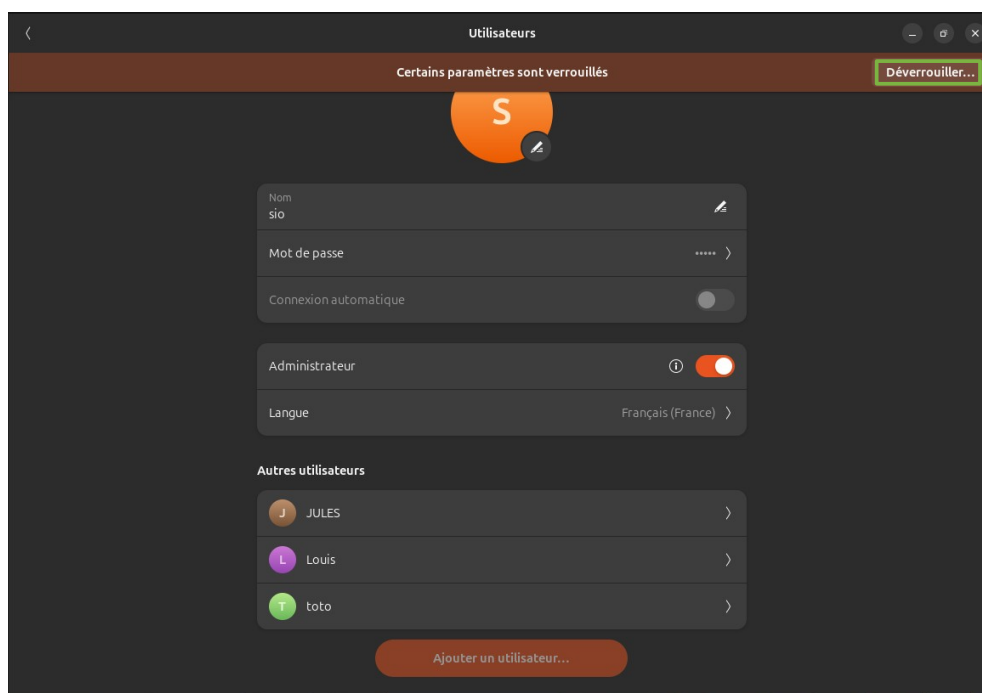 Utilisateurs
Certains paramètres sont verrouillés
Déverrouiller...
S
Nom
sio
Mot de passe
•••••
Connexion automatique
Administrateur
Langue
Français (France)
Autres utilisateurs
J JULES
L Louis
T toto
Ajouter un utilisateur...